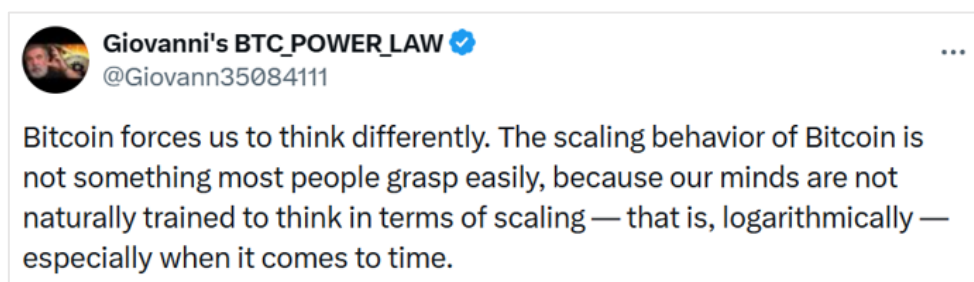 Giovanni's BTC_POWER_LAW
@Giovann35084111
Bitcoin forces us to think differently. The scaling behavior of Bitcoin is
not something most people grasp easily, because our minds are not
naturally trained to think in terms of scaling — that is, logarithmically —
especially when it comes to time.